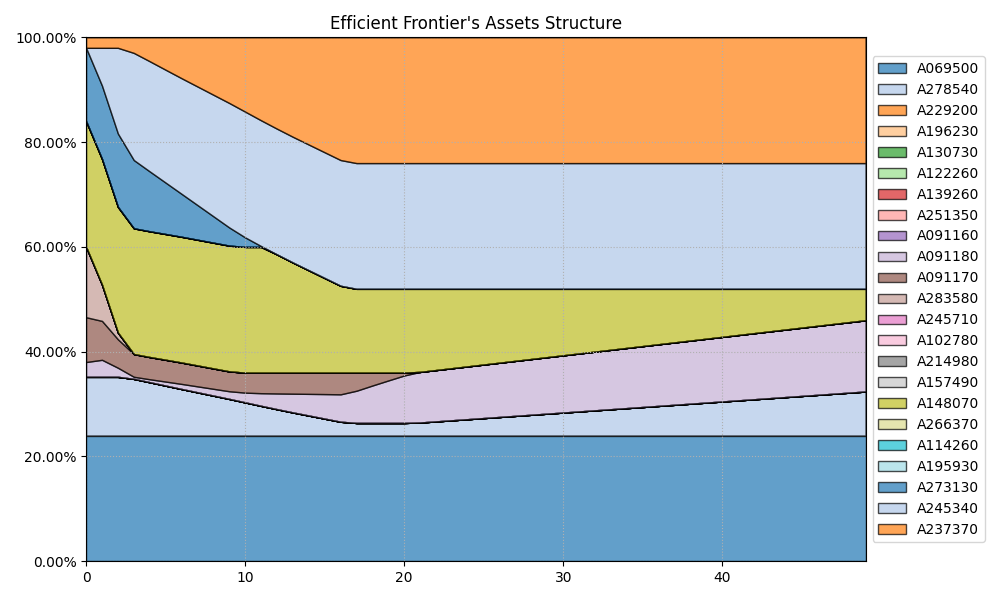 Efficient Frontier's Assets Structure
100.00%
80.00%
60.00%
40.00%
20.00%
0.00%
0
10
20
30
40
A069500
A278540
A229200
A196230
A130730
A122260
A139260
A251350
A091160
A091180
A091170
A283580
A245710
A102780
A214980
A157490
A148070
A266370
A114260
A195930
A273130
A245340
A237370